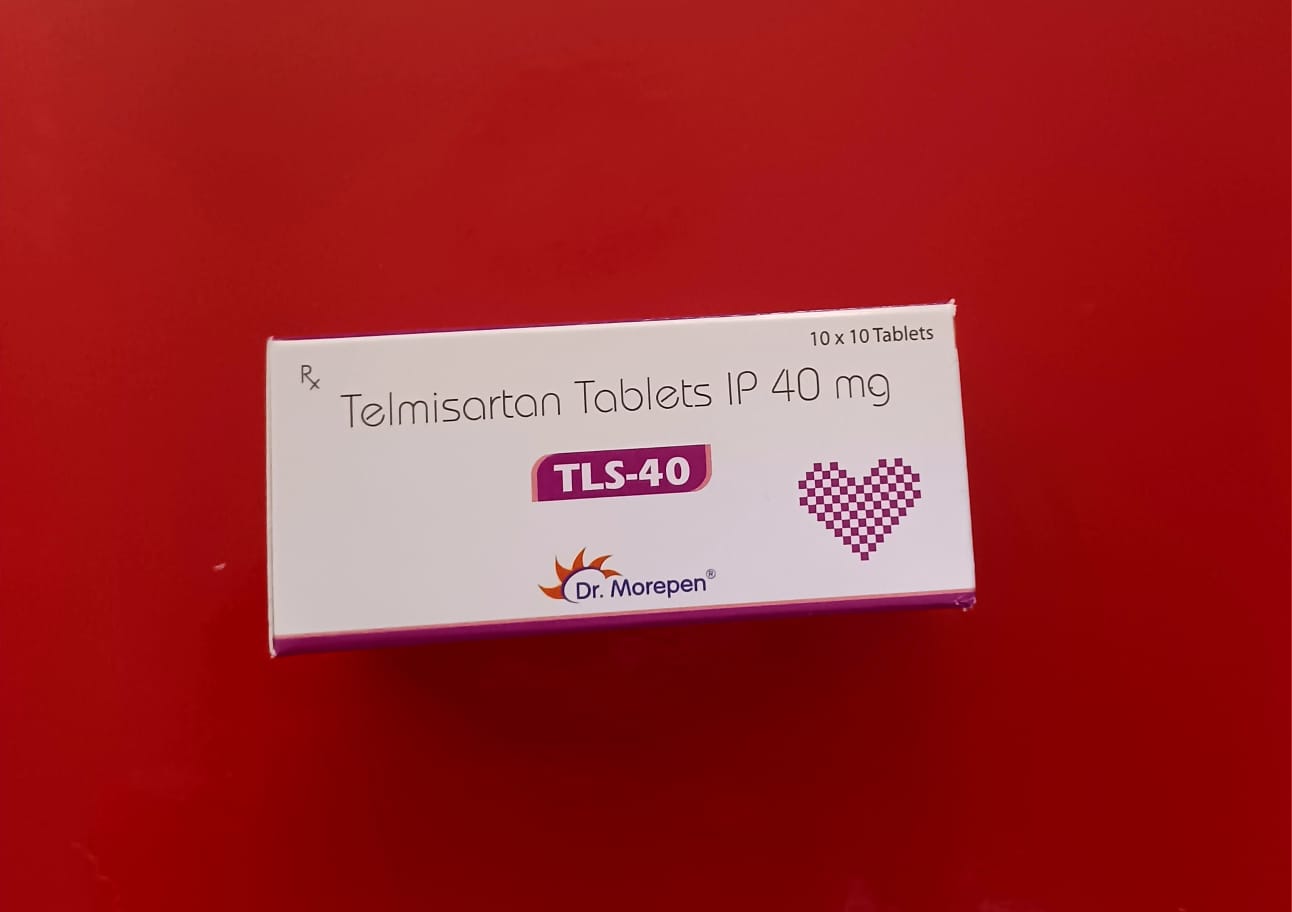 10 x 10 Tablets
Rx
Telmisartan Tablets IP 40 mg
TLS-40
Dr. Morepen®